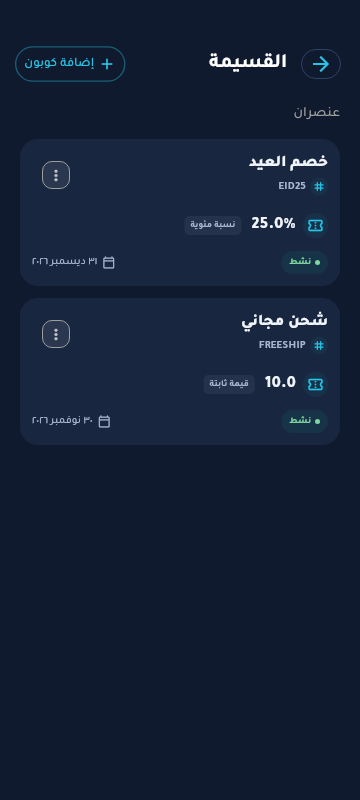 القسيمة
إضافة كوبون
عنصران
خصم العيد
EID25
25.0%
نسبة مئوية
نشط
٣١ ديسمبر ٢٠٢٦
شحن مجاني
FREESHIP
10.0
قيمة ثابتة
نشط
٣٠ نوفمبر ٢٠٢٦